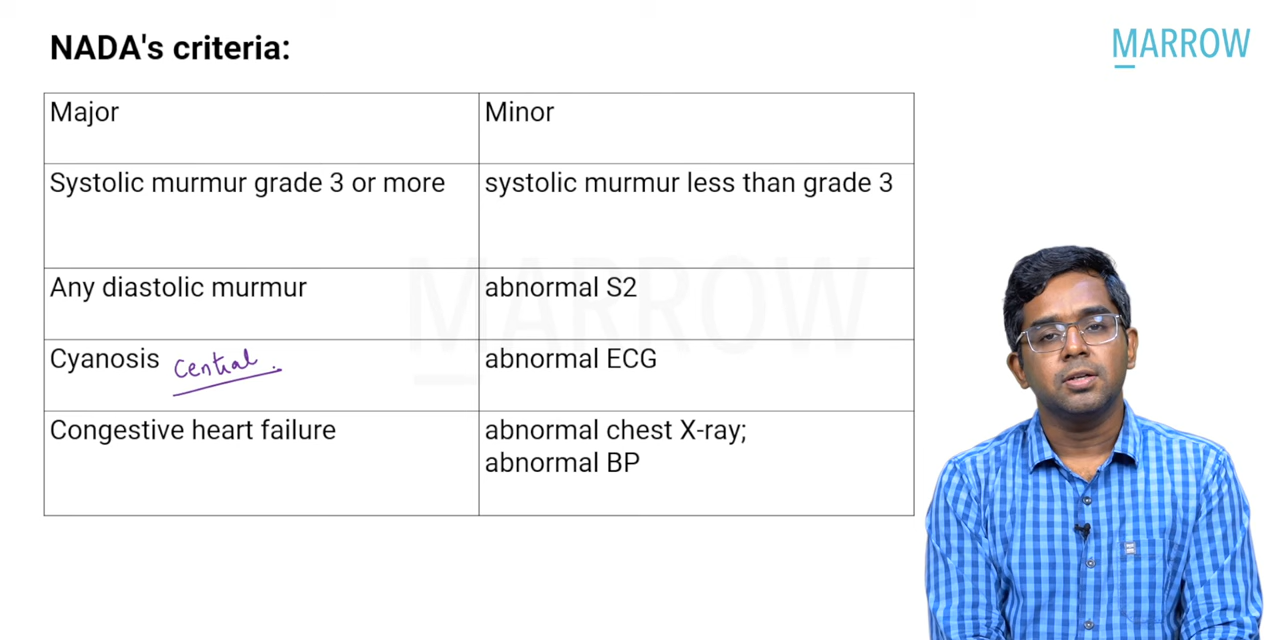 NADA's criteria:
MARROW
Major
Minor
Systolic murmur grade 3 or more
systolic murmur less than grade 3
Any diastolic murmur
abnormal S2
Cyanosis central.
abnormal ECG
Congestive heart failure
abnormal chest X-ray;
abnormal BP
MARROW